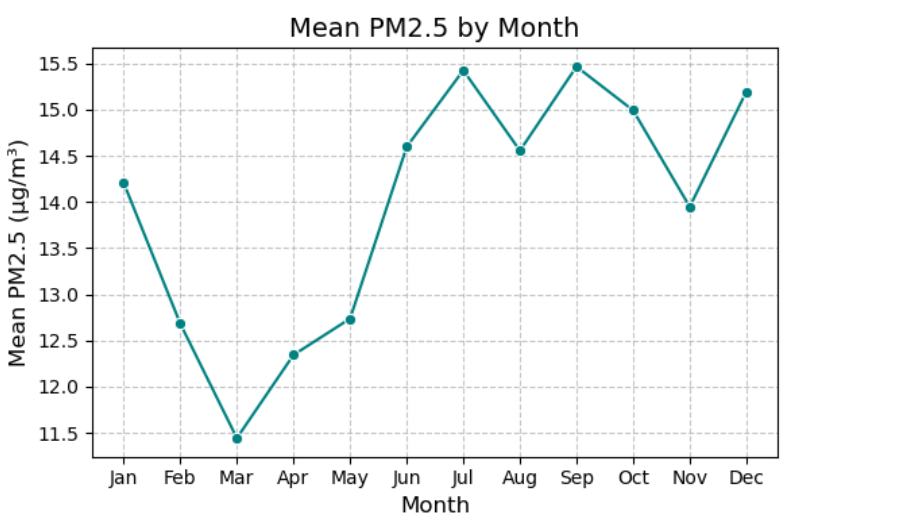 Mean PM2.5 by Month
Mean PM2.5 (µg/m³)
15.5
15.0
14.5
14.0
13.5
13.0
12.5
12.0
11.5
Jan Feb Mar Apr May Jun Jul Aug Sep Oct Nov Dec
Month